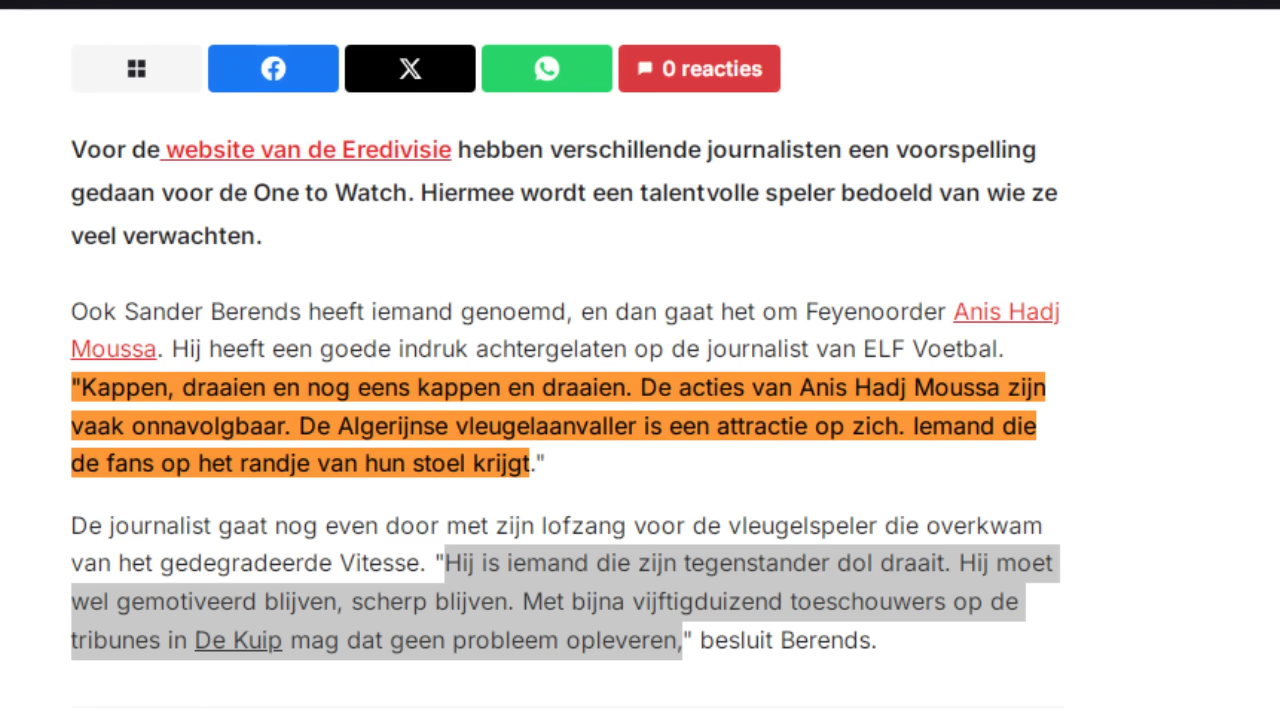 0 reacties
Voor de website van de Eredivisie hebben verschillende journalisten een voorspelling
gedaan voor de One to Watch. Hiermee wordt een talentvolle speler bedoeld van wie ze
veel verwachten.
Ook Sander Berends heeft iemand genoemd, en dan gaat het om Feyenoorder Anis Hadj
Moussa. Hij heeft een goede indruk achtergelaten op de journalist van ELF Voetbal.
"Kappen, draaien en nog eens kappen en draaien. De acties van Anis Hadj Moussa zijn
vaak onnavolgbaar. De Algerijnse vleugelaanvaller is een attractie op zich. Iemand die
de fans op het randje van hun stoel krijgt."
De journalist gaat nog even door met zijn lofzang voor de vleugelspeler die overkwam
van het gedegradeerde Vitesse. "Hij is iemand die zijn tegenstander dol draait. Hij moet
wel gemotiveerd blijven, scherp blijven. Met bijna vijftigduizend toeschouwers op de
tribunes in De Kuip mag dat geen probleem opleveren," besluit Berends.